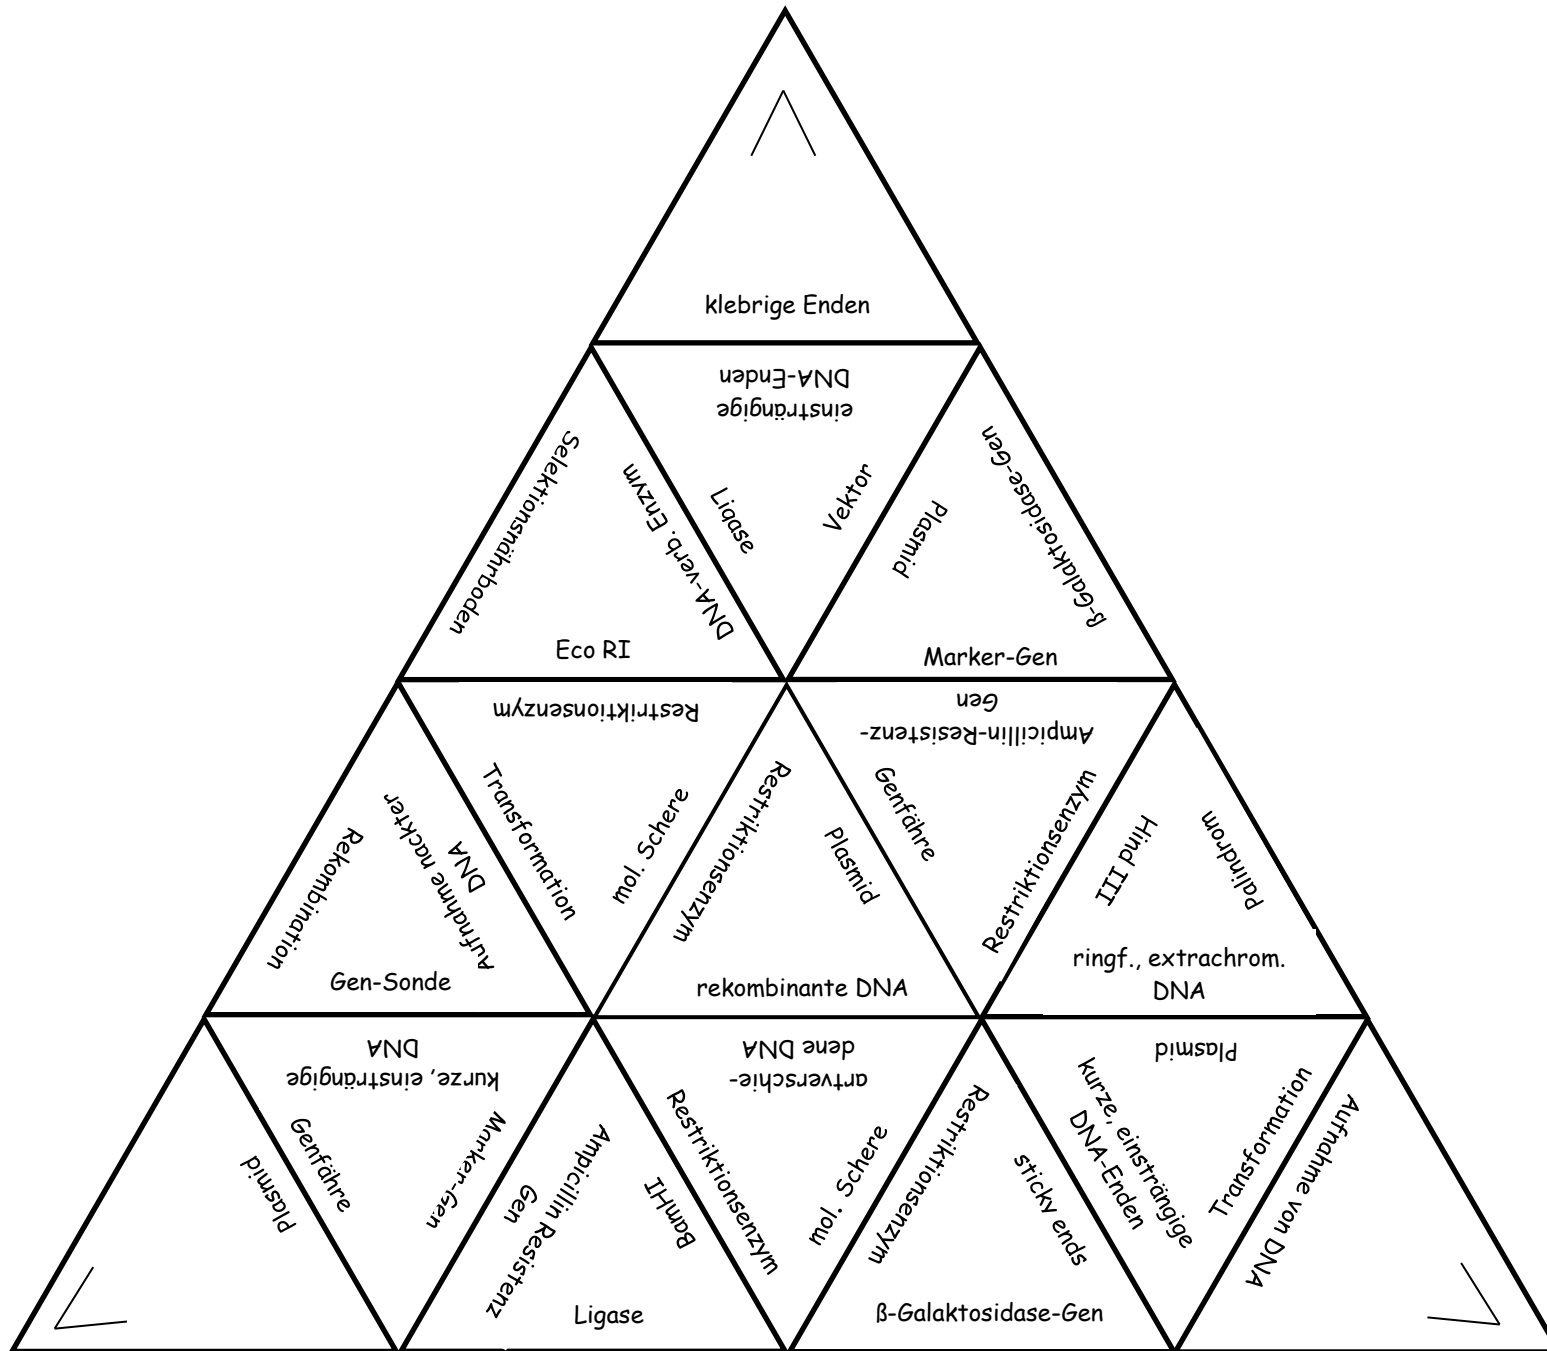 klebrige Enden
einsträngige
DNA-Enden
Ligase
Vektor
Selektionsnährboden
DNA-verb. Enzym
Eco RI
Plasmid
ß-Galaktosidase-Gen
Marker-Gen
Restriktionsenzym
Transformation
mol. Schere
Ampicillin-Resistenz-
Gen
Genfähre
Restriktionsenzym
Rekombination
Aufnahme nackter
DNA
Gen-Sonde
Restriktionsenzym
Plasmid
rekombinante DNA
Hind III
Palindrom
ringf., extrachrom.
DNA
kurze, einsträngige
DNA
Genfähre
Marker-Gen
artverschie-
dene DNA
Restriktionsenzym
mol. Schere
Plasmid
kurze, einsträngige
DNA-Enden
Transformation
Plasmid
Ampicillin Resistenz
Gen
BamHI
Ligase
Restriktionsenzym
sticky ends
ß-Galaktosidase-Gen
Aufnahme von DNA